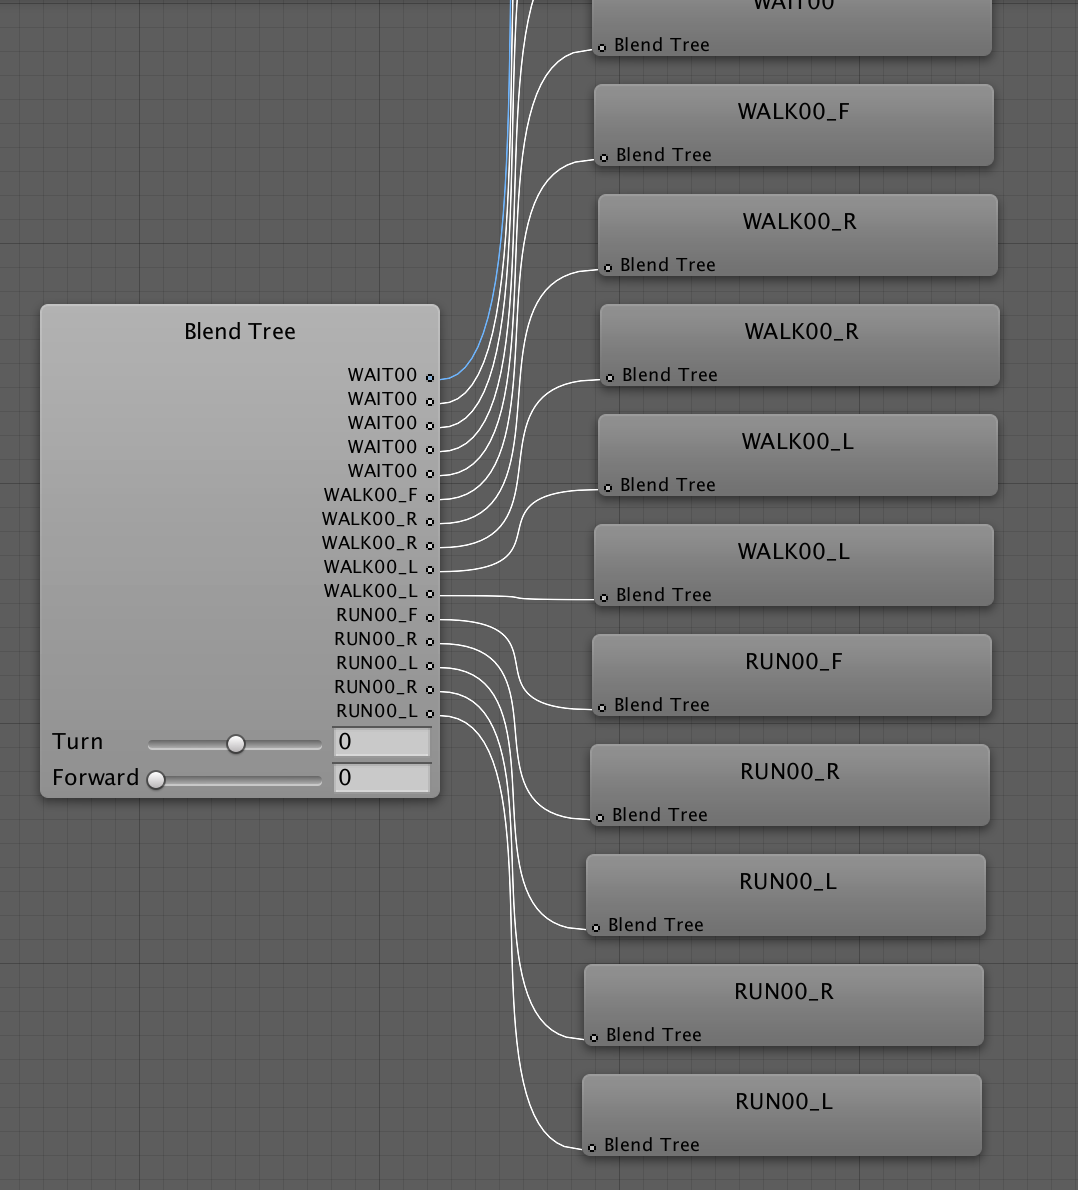 Blend Tree
WAIT00
WAIT00
WAIT00
WAIT00
WAIT00
WALK00_F
WALK00_R
WALK00_R
WALK00_L
WALK00_L
RUN00_F
RUN00_R
RUN00_L
RUN00_R
RUN00_L
Turn 0
Forward 0
WAIT00
Blend Tree
WALK00_F
Blend Tree
WALK00_R
Blend Tree
WALK00_R
Blend Tree
WALK00_L
Blend Tree
WALK00_L
Blend Tree
RUN00_F
Blend Tree
RUN00_R
Blend Tree
RUN00_L
Blend Tree
RUN00_R
Blend Tree
RUN00_L
Blend Tree